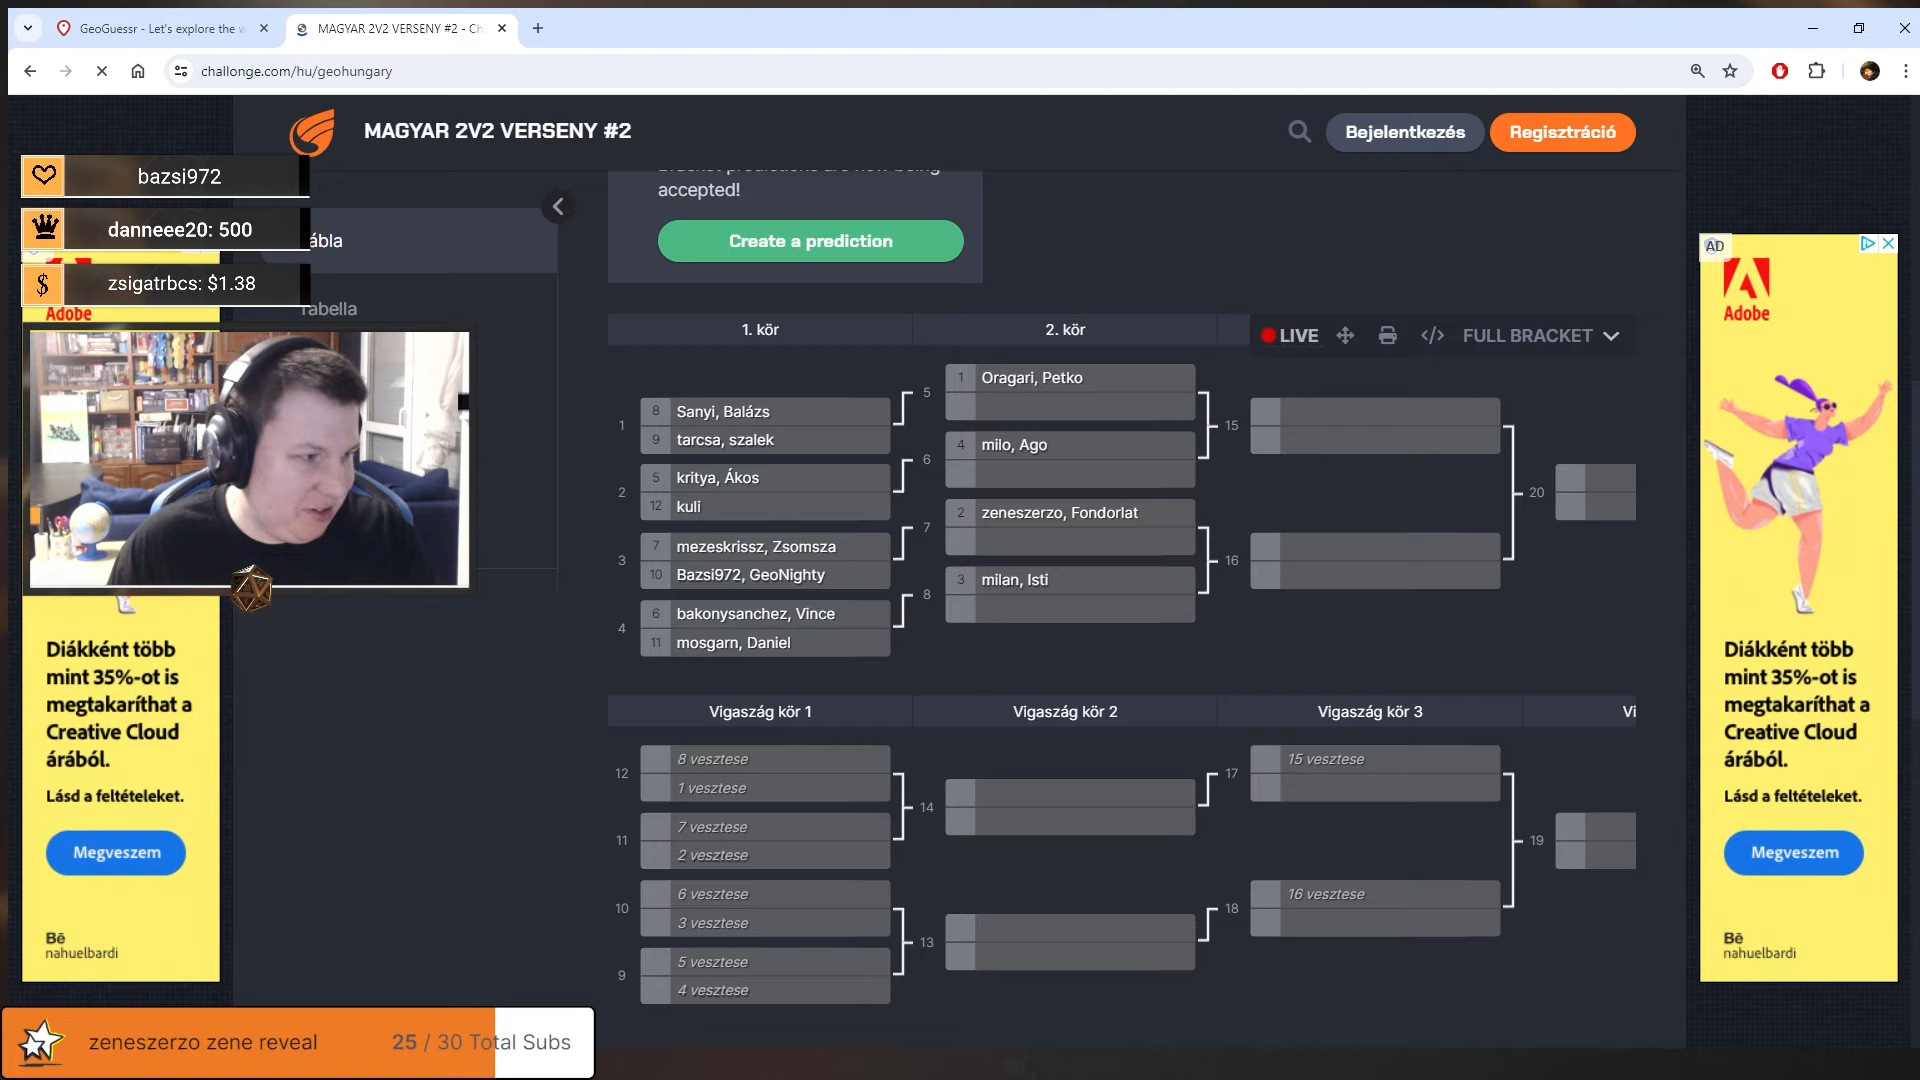 GeoGuessr - Let's explore the w
MAGYAR 2V2 VERSENY #2 - Ch
challonge.com/hu/geohungary
MAGYAR 2V2 VERSENY #2
Bejelentkezés
Regisztráció
bazsi972
danneee20: 500
zsigatrbcs: $1.38
ábla
Tabella
Bracket predictions are now being
accepted!
Create a prediction
1. kör
2. kör
LIVE
FULL BRACKET
1
8 Sanyi, Balázs
9 tarcsa, szalek
2
5 kritya, Ákos
12 kuli
3
7 mezeskrissz, Zsomsza
10 Bazsi972, GeoNighty
4
6 bakonysanchez, Vince
11 mosgarn, Daniel
5
1 Oragari, Petko
6
4 milo, Ago
7
2 zeneszerzo, Fondorlat
8
3 milan, Isti
15
16
20
Vigaszág kör 1
Vigaszág kör 2
Vigaszág kör 3
Vi
12
8 vesztese
1 vesztese
11
7 vesztese
2 vesztese
10
6 vesztese
3 vesztese
9
5 vesztese
4 vesztese
14
13
17
15 vesztese
18
16 vesztese
19
Adobe
Diákként több
mint 35%-ot is
megtakaríthat a
Creative Cloud
árából.
Lásd a feltételeket.
Megveszem
Bē
nahuelbardi
AD
Adobe
Diákként több
mint 35%-ot is
megtakaríthat a
Creative Cloud
árából.
Lásd a feltételeket.
Megveszem
Bē
nahuelbardi
zeneszerzo zene reveal
25 / 30 Total Subs